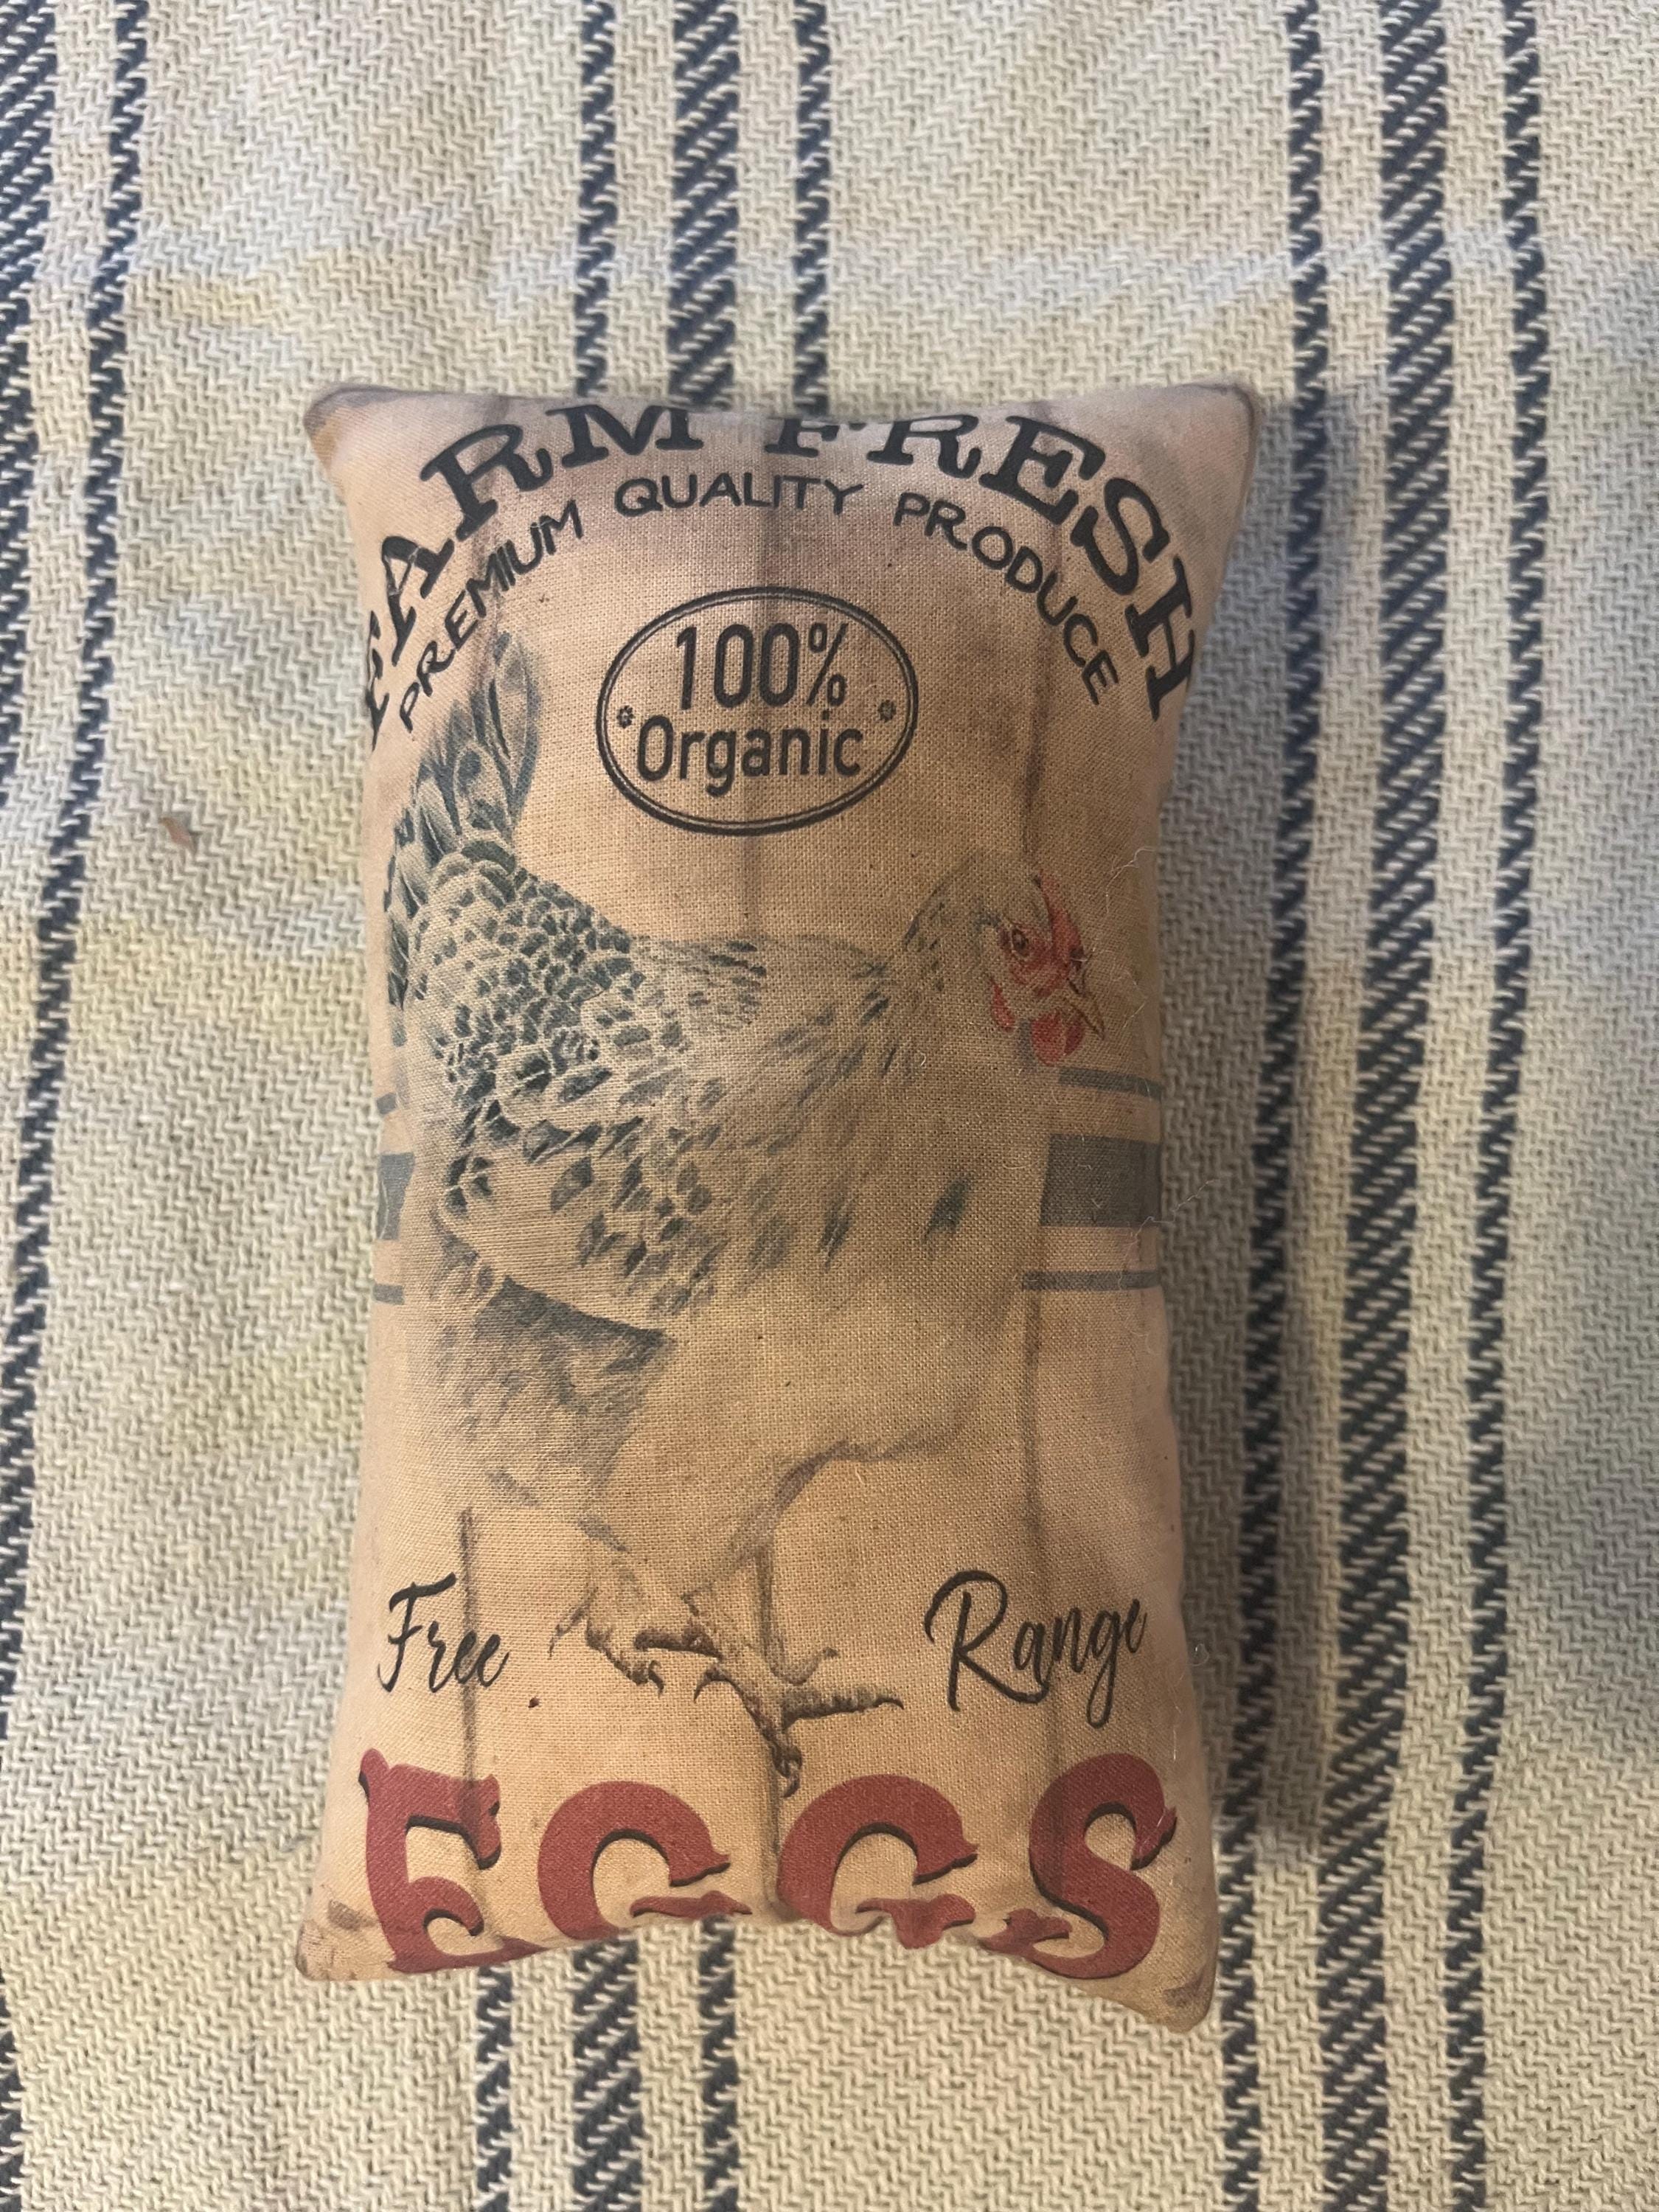 FARM FRESH
PREMIUM QUALITY PRODUCE
100%
Organic
Free Range
EGGS